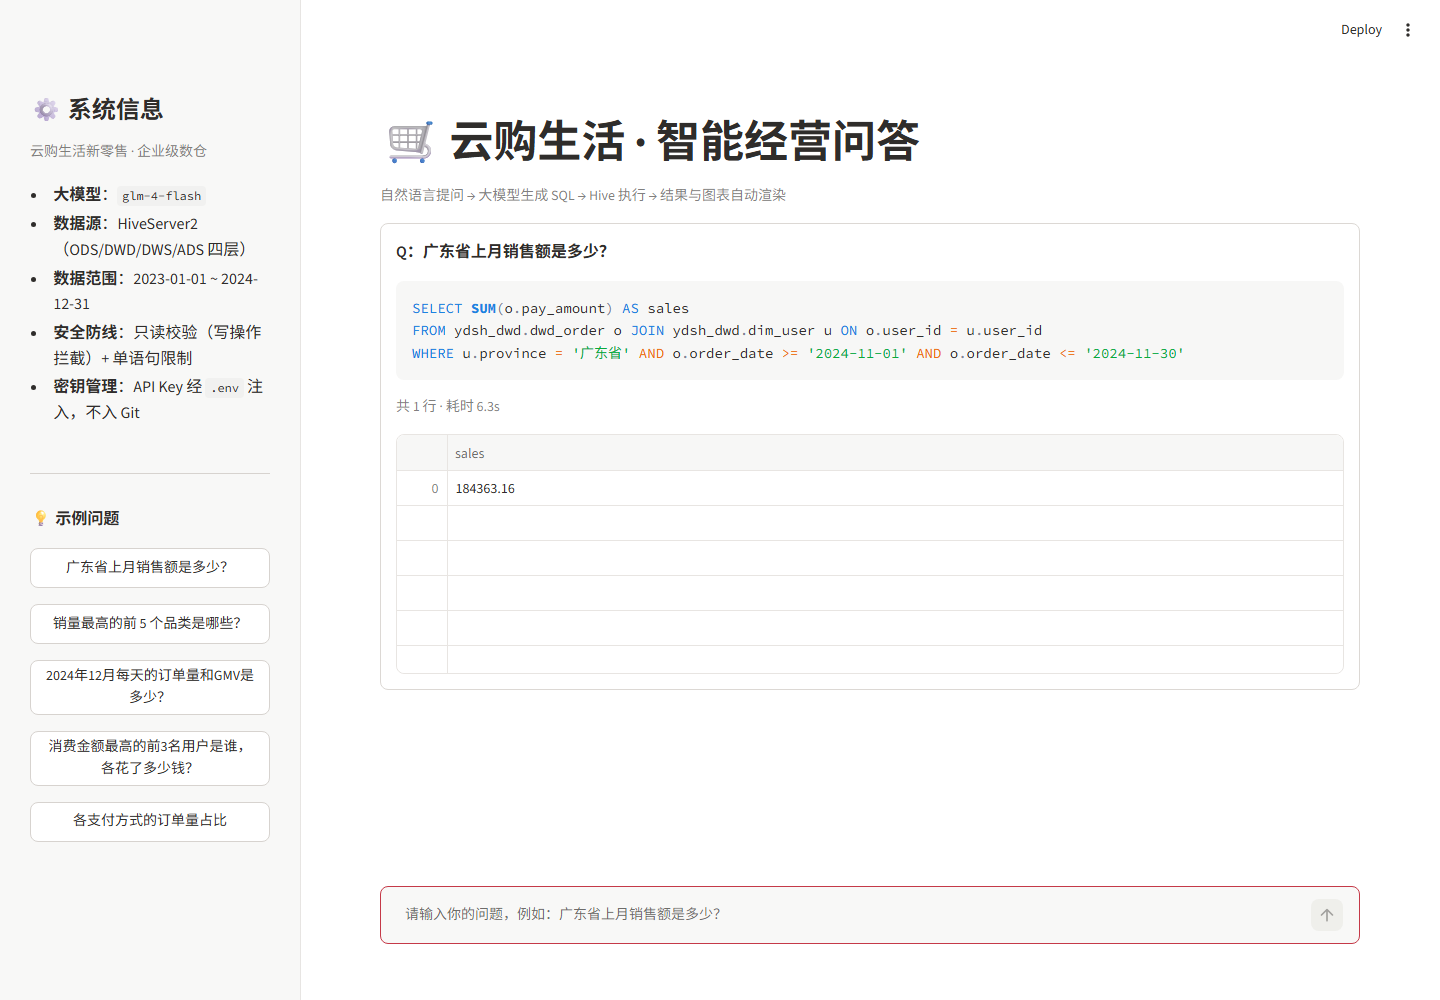 Deploy
系统信息
云购生活新零售 · 企业级数仓
大模型：glm-4-flash
数据源：HiveServer2
（ODS/DWD/DWS/ADS 四层）
数据范围：2023-01-01 ~ 2024-
12-31
安全防线：只读校验（写操作
拦截）+ 单语句限制
密钥管理：API Key 经 .env 注
入，不入 Git
示例问题
广东省上月销售额是多少？
销量最高的前 5 个品类是哪些？
2024年12月每天的订单量和GMV是
多少？
消费金额最高的前3名用户是谁，
各花了多少钱？
各支付方式的订单量占比
云购生活 · 智能经营问答
自然语言提问 → 大模型生成 SQL → Hive 执行 → 结果与图表自动渲染
Q：广东省上月销售额是多少？
SELECT SUM(o.pay_amount) AS sales
FROM ydsh_dwd.dwd_order o JOIN ydsh_dwd.dim_user u ON o.user_id = u.user_id
WHERE u.province = '广东省' AND o.order_date >= '2024-11-01' AND o.order_date <= '2024-11-30'
共 1 行 · 耗时 6.3s
sales
0 184363.16
请输入你的问题，例如：广东省上月销售额是多少？